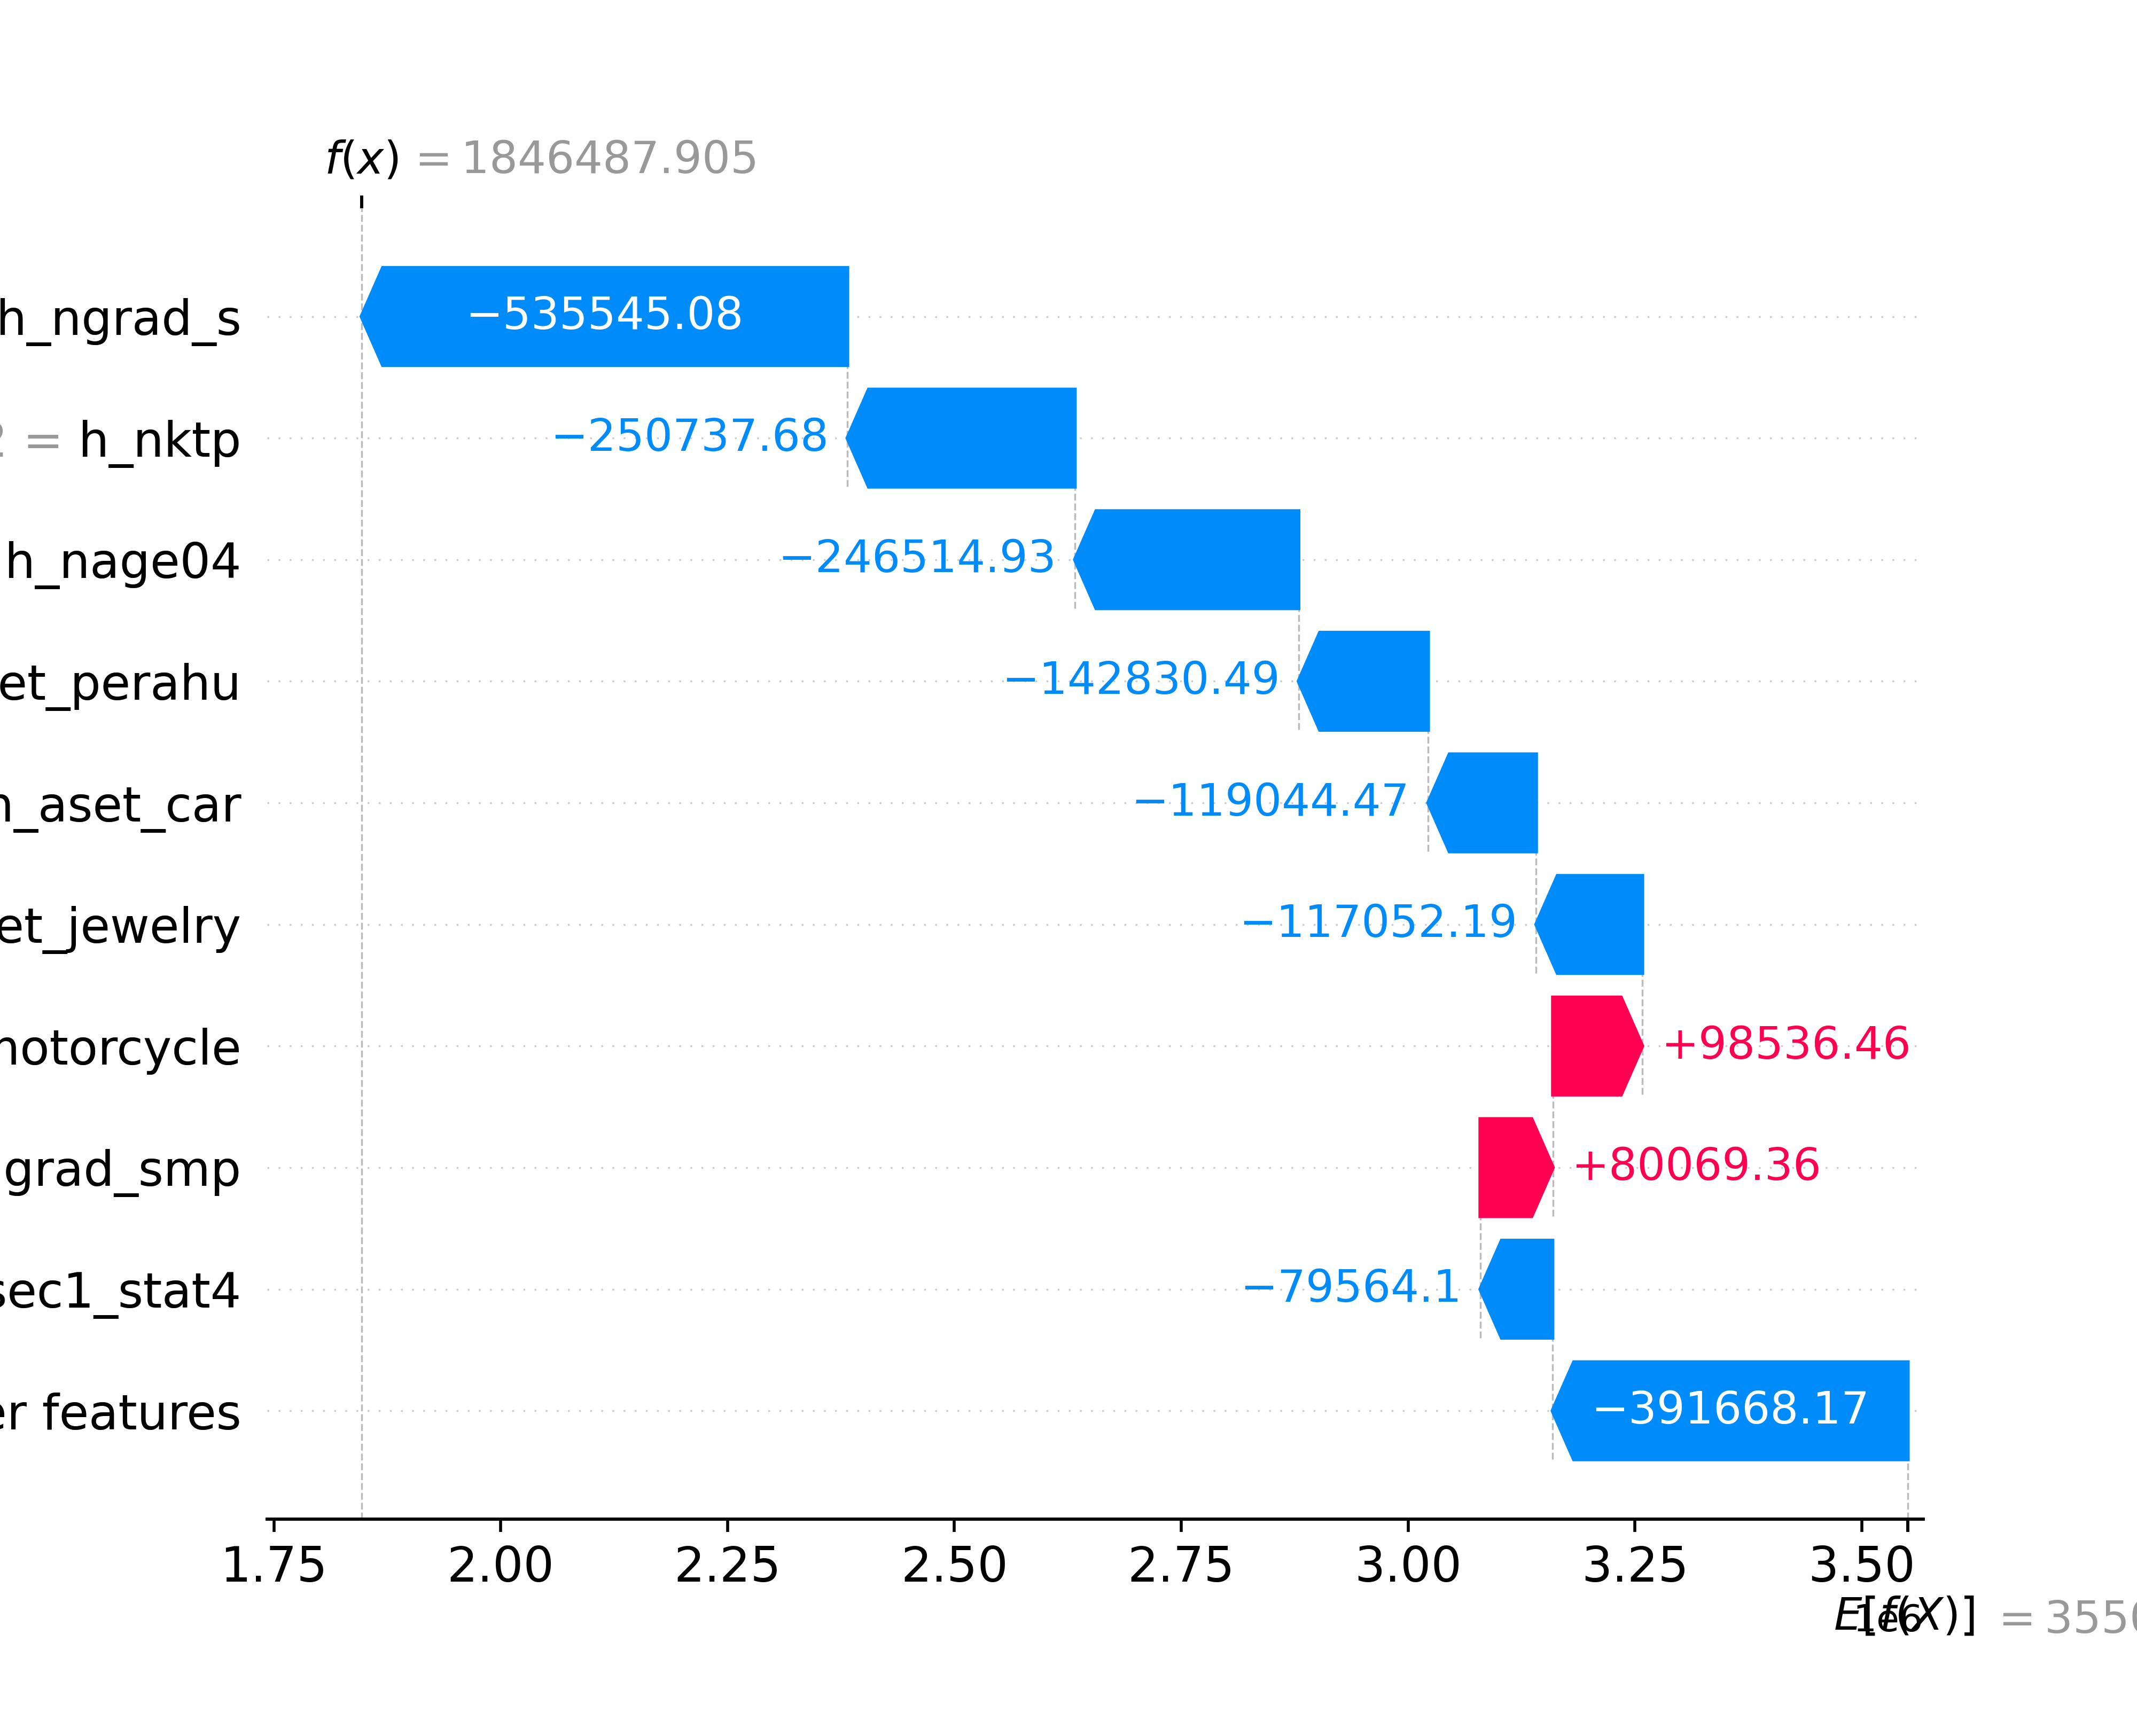 f(x) = 1846487.905
h_ngrad_s −535545.08
= h_nktp −250737.68
h_nage04 −246514.93
et_perahu −142830.49
_aset_car −119044.47
et_jewelry −117052.19
otorcycle +98536.46
grad_smp +80069.36
sec1_stat4 −79564.1
er features −391668.17
1.75 2.00 2.25 2.50 2.75 3.00 3.25 3.50
E[f(X)] = 355